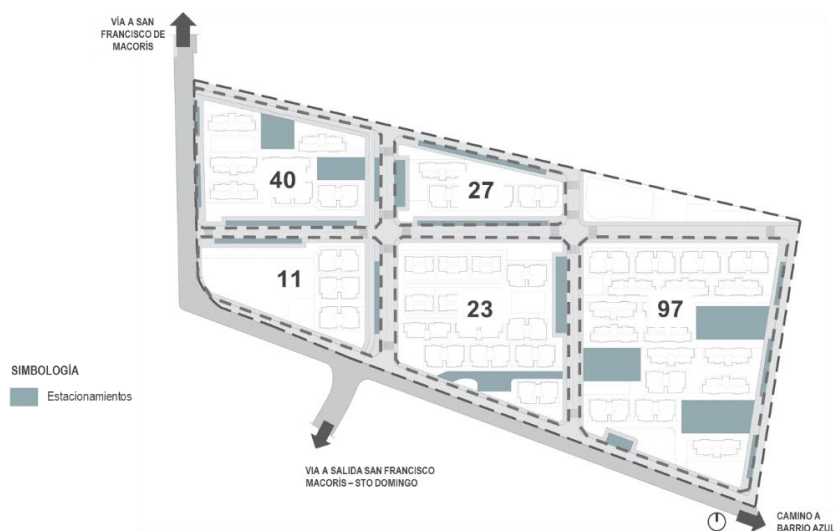 VÍA A SAN
FRANCISCO DE
MACORÍS
40
27
11
23
97
SIMBOLOGÍA
Estacionamientos
VIA A SALIDA SAN FRANCISCO
MACORÍS – STO DOMINGO
CAMINO A
BARRIO AZUL